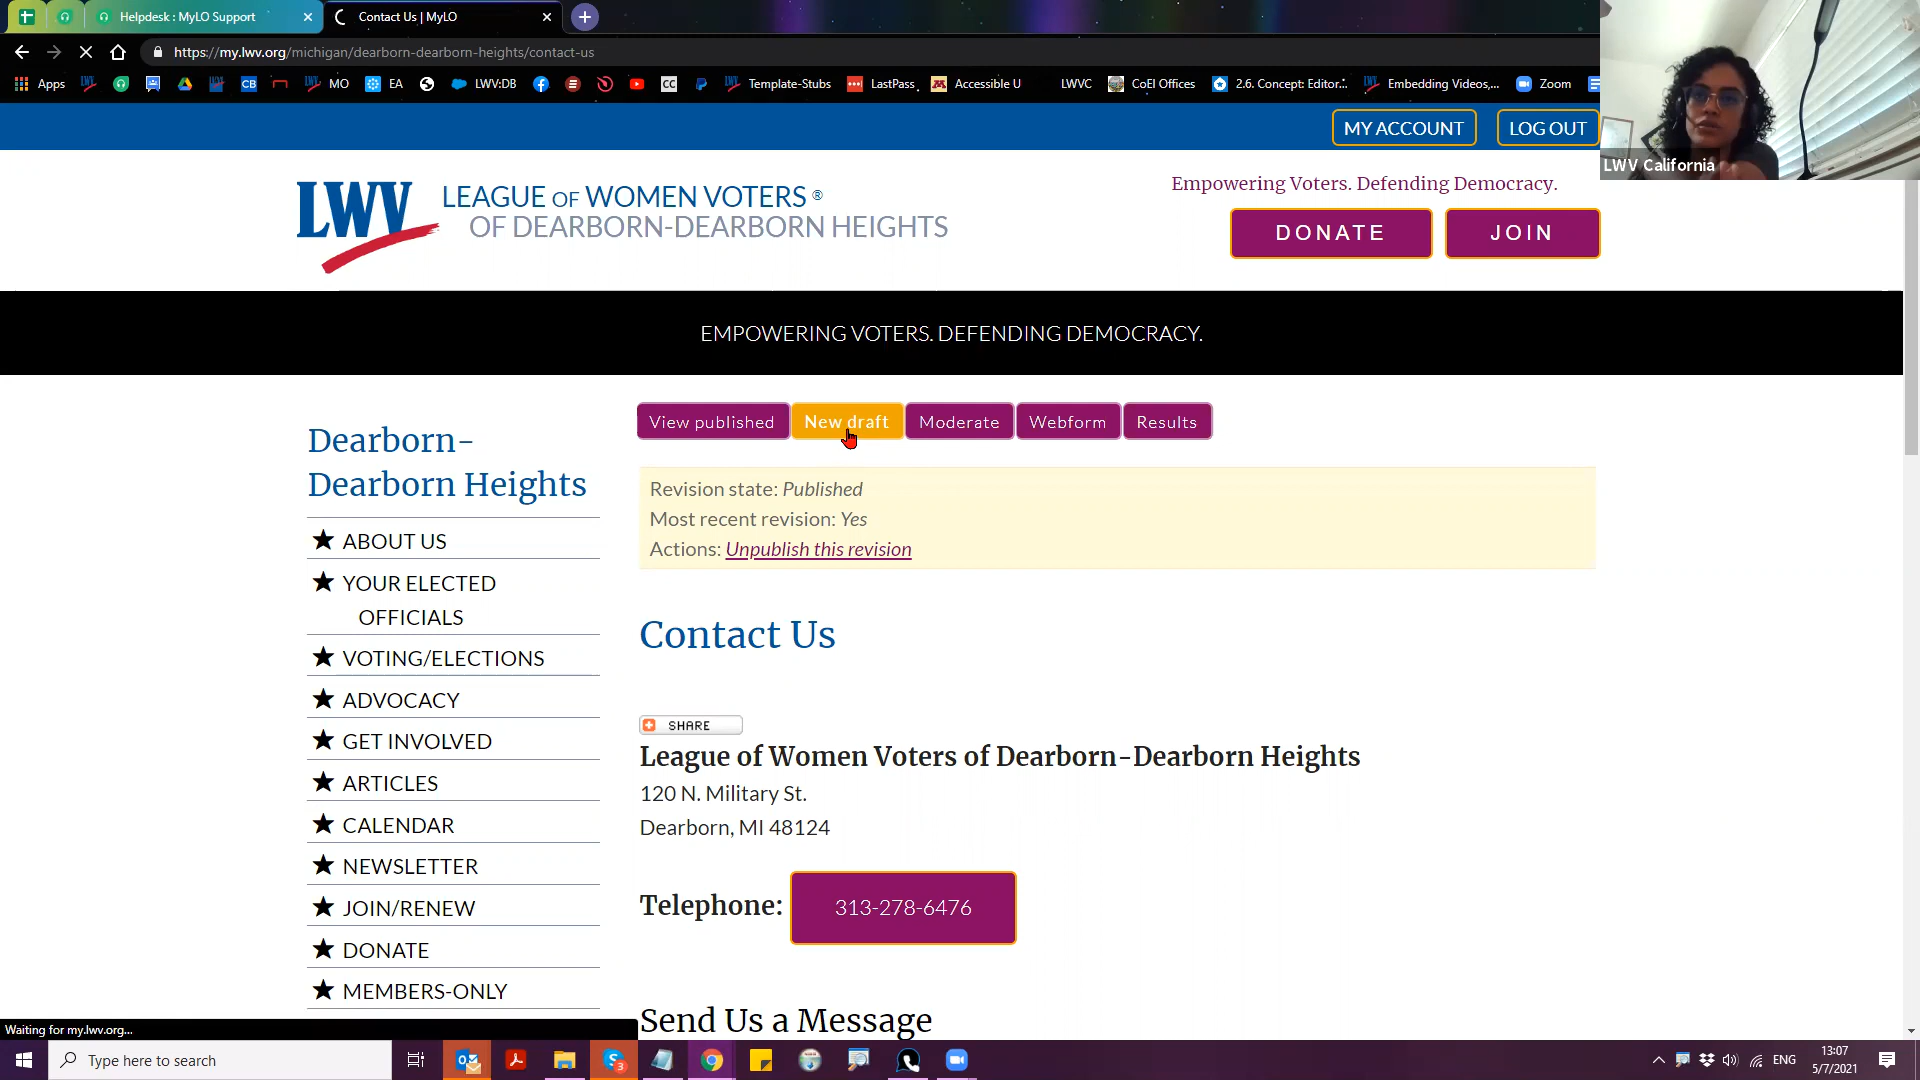 Helpdesk : MyLO Support
Contact Us | MyLO
https://my.lwv.org/michigan/dearborn-dearborn-heights/contact-us
Apps MO EA LWV:DB CC Template-Stubs LastPass Accessible U LWVC CoEl Offices 2.6. Concept: Editor... Embedding Videos,... Zoom
MY ACCOUNT LOG OUT
LWV California
LWV LEAGUE OF WOMEN VOTERS ®
OF DEARBORN-DEARBORN HEIGHTS
Empowering Voters. Defending Democracy.
DONATE JOIN
EMPOWERING VOTERS. DEFENDING DEMOCRACY.
View published New draft Moderate Webform Results
Dearborn-
Dearborn Heights
★ ABOUT US
★ YOUR ELECTED
OFFICIALS
★ VOTING/ELECTIONS
★ ADVOCACY
★ GET INVOLVED
★ ARTICLES
★ CALENDAR
★ NEWSLETTER
★ JOIN/RENEW
★ DONATE
★ MEMBERS-ONLY
Revision state: Published
Most recent revision: Yes
Actions: Unpublish this revision
Contact Us
SHARE
League of Women Voters of Dearborn-Dearborn Heights
120 N. Military St.
Dearborn, MI 48124
Telephone: 313-278-6476
Send Us a Message
Waiting for my.lwv.org...
Type here to search
ENG
13:07
5/7/2021